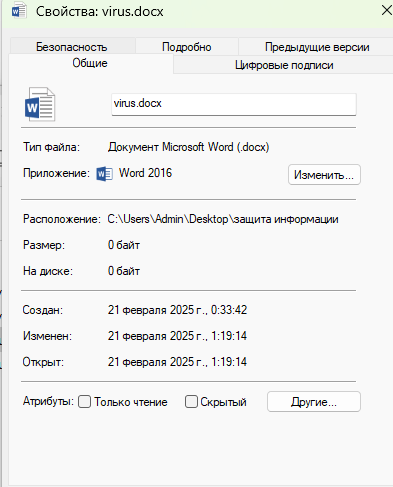 Свойства: virus.docx
Безопасность Подробно Предыдущие версии
Общие Цифровые подписи
virus.docx
Тип файла: Документ Microsoft Word (.docx)
Приложение: Word 2016 Изменить...
Расположение: C:\Users\Admin\Desktop\защита информации
Размер: 0 байт
На диске: 0 байт
Создан: 21 февраля 2025 г., 0:33:42
Изменен: 21 февраля 2025 г., 1:19:14
Открыт: 21 февраля 2025 г., 1:19:14
Атрибуты: Только чтение Скрытый Другие...